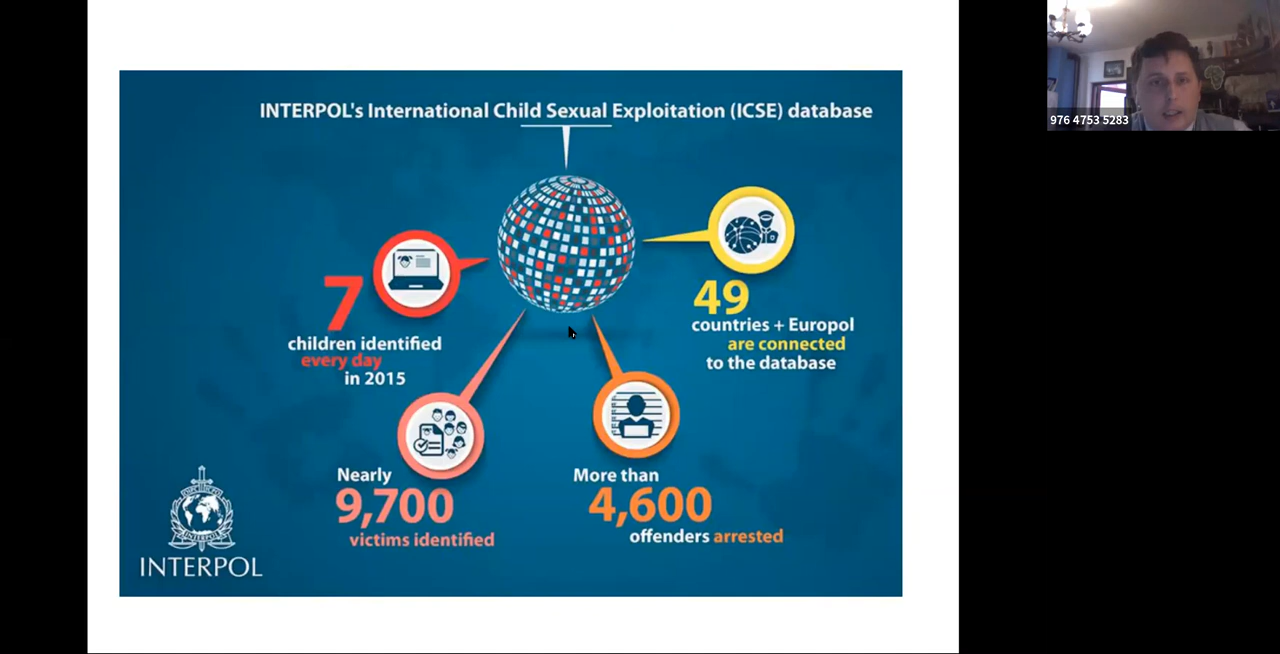 INTERPOL's International Child Sexual Exploitation (ICSE) database
7
children identified
every day
in 2015
49
countries + Europol
are connected
to the database
Nearly
9,700
victims identified
More than
4,600
offenders arrested
INTERPOL
976 4753 5283